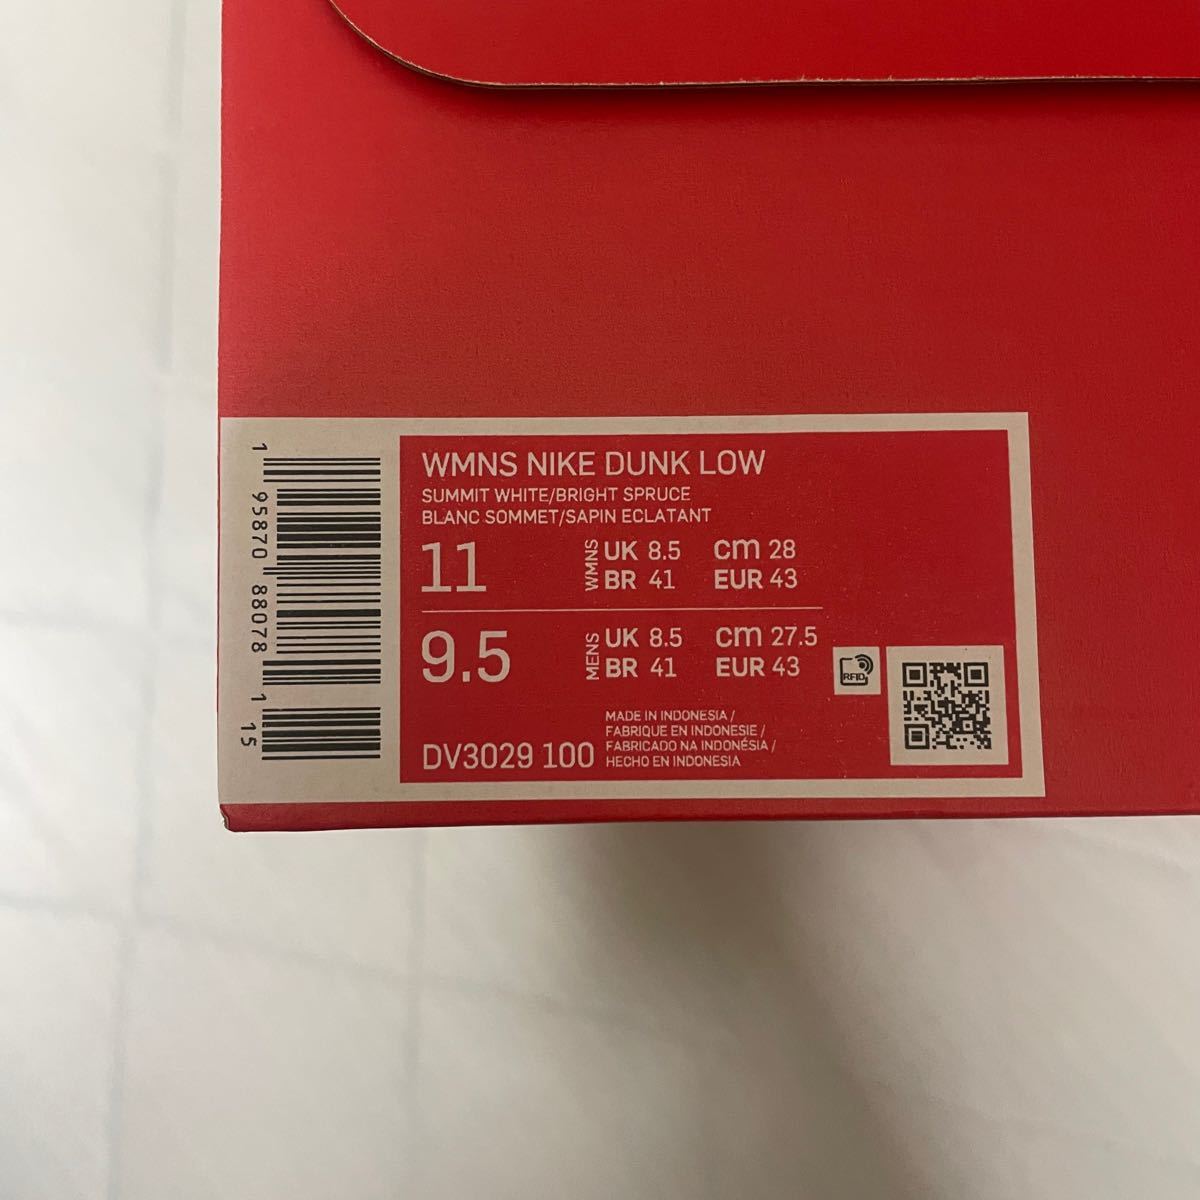 WMNS NIKE DUNK LOW
SUMMIT WHITE/BRIGHT SPRUCE
BLANC SOMMET/SAPIN ECLATANT
11 WMNS UK 8.5 cm 28
BR 41 EUR 43
9.5 MENS UK 8.5 cm 27.5
BR 41 EUR 43
RFID
DV3029 100
MADE IN INDONESIA /
FABRIQUE EN INDONESIE /
FABRICADO NA INDONÉSIA /
HECHO EN INDONESIA
1 95870 88078 1 15